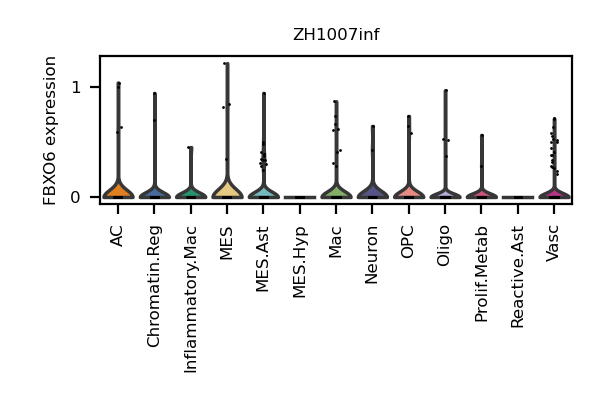 ZH1007inf
FBXO6 expression
1
0
AC
Chromatin.Reg
Inflammatory.Mac
MES
MES.Ast
MES.Hyp
Mac
Neuron
OPC
Oligo
Prolif.Metab
Reactive.Ast
Vasc